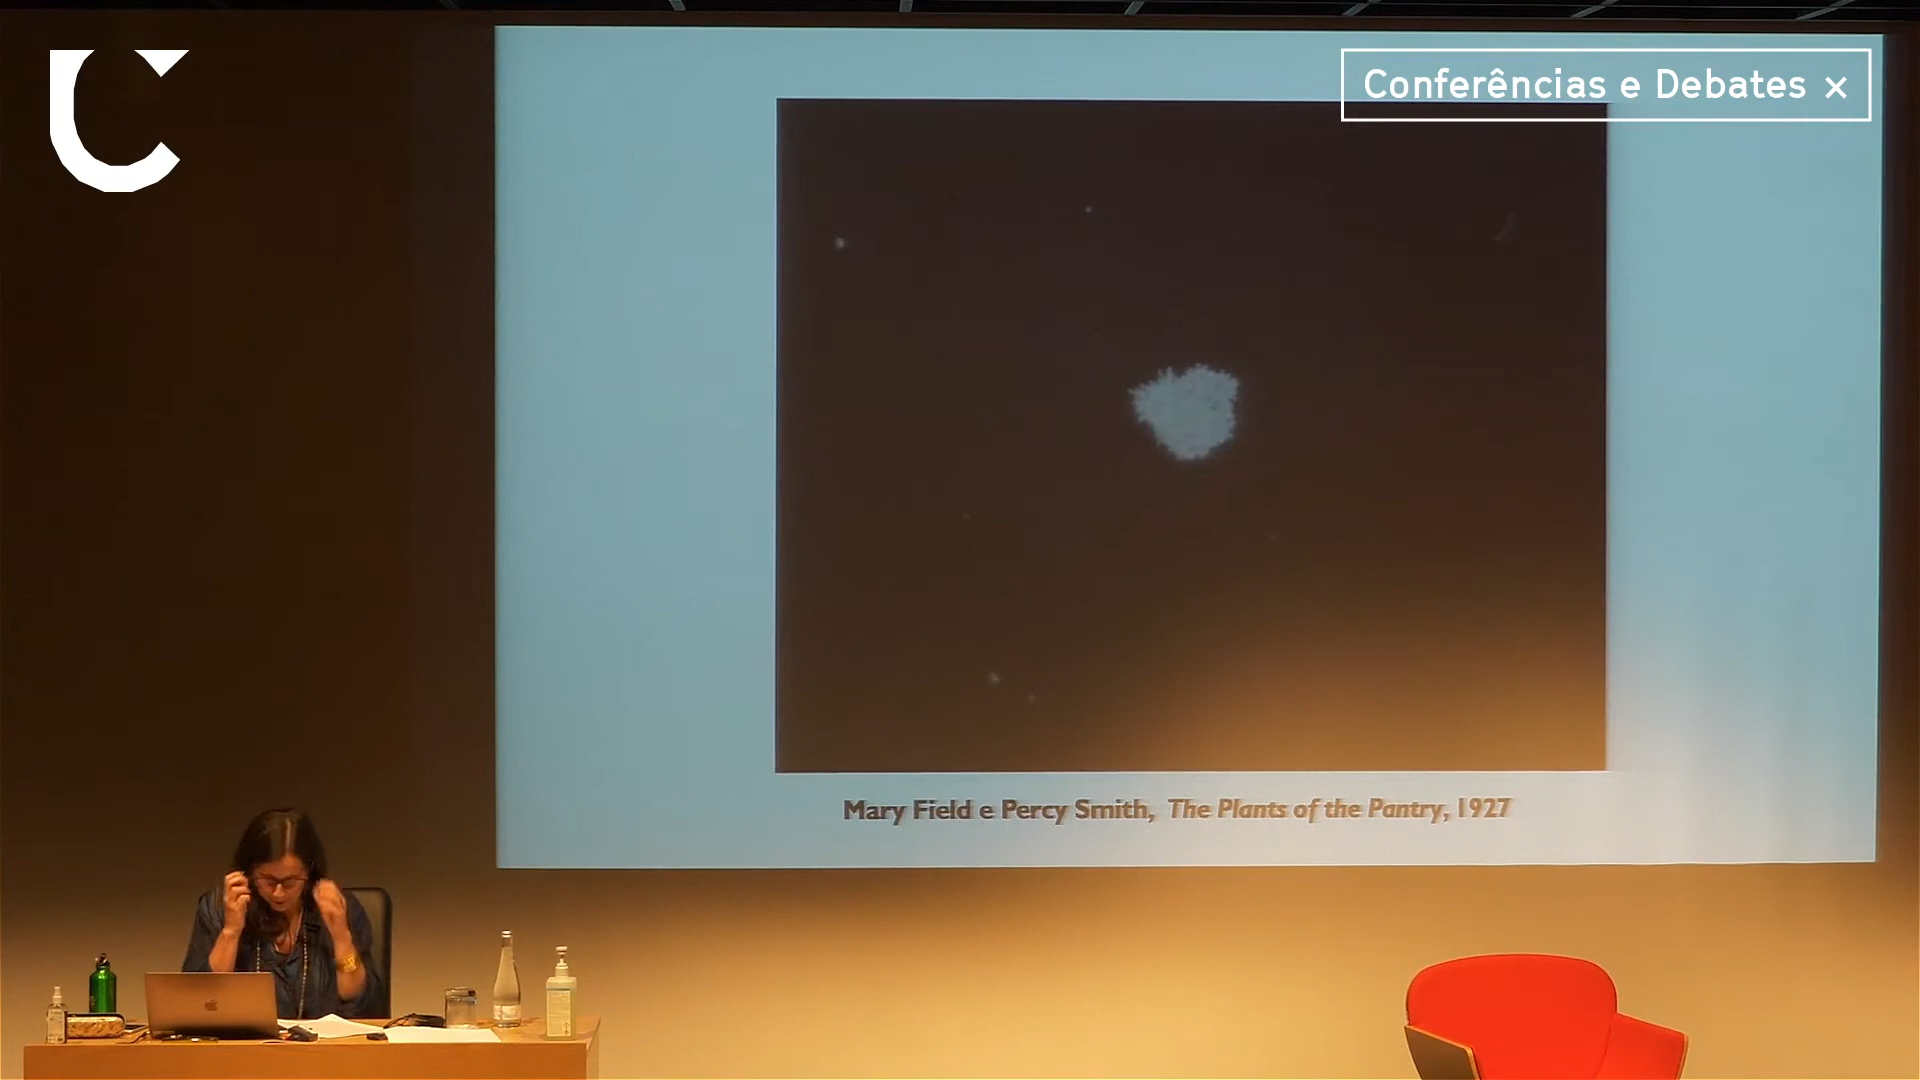 Conferências e Debates ×
Mary Field e Percy Smith, The Plants of the Pantry, 1927